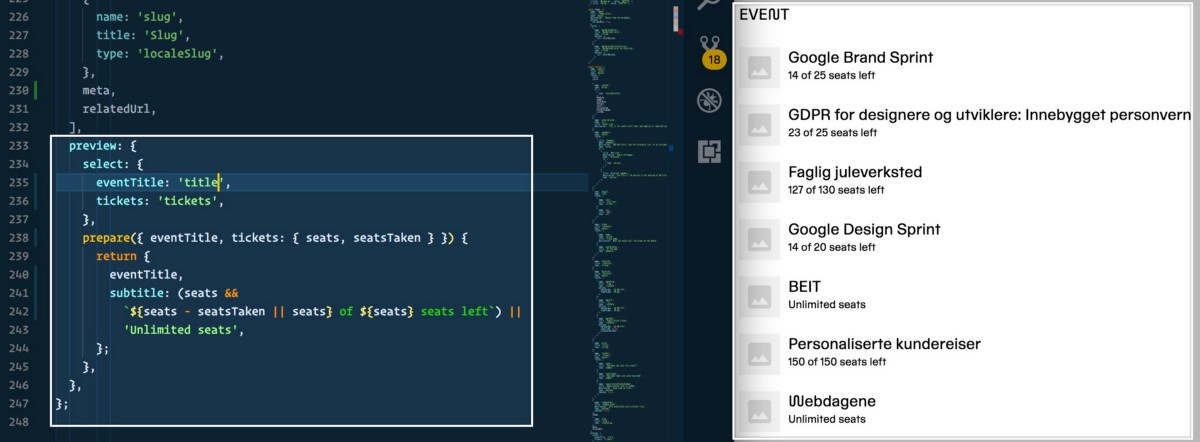 225 {
226 name: 'slug',
227 title: 'Slug',
228 type: 'localeSlug',
229 },
230 meta,
231 relatedUrl,
232 ],
233 preview: {
234 select: {
235 eventTitle: 'title',
236 tickets: 'tickets',
237 },
238 prepare({ eventTitle, tickets: { seats, seatsTaken } }) {
239 return {
240 eventTitle,
241 subtitle: (seats &&
242 `${seats - seatsTaken || seats} of ${seats} seats left`) ||
243 'Unlimited seats',
244 };
245 },
246 },
247 };
248
18
EVENT
Google Brand Sprint
14 of 25 seats left
GDPR for designere og utviklere: Innebygget personvern
23 of 25 seats left
Faglig juleverksted
127 of 130 seats left
Google Design Sprint
14 of 20 seats left
BEIT
Unlimited seats
Personaliserte kundereiser
150 of 150 seats left
Webdagene
Unlimited seats